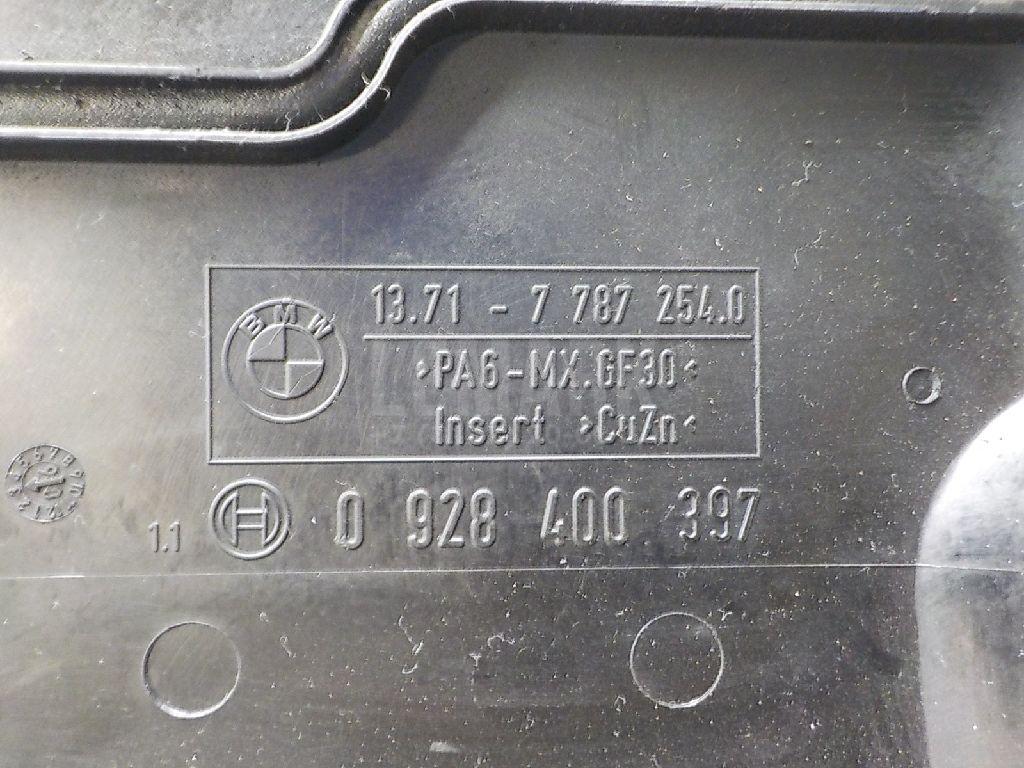 BMW
13.71 - 7 787 254.0
>PA6-MX.GF30<
Insert >CuZn<
1.1 0 928 400 397